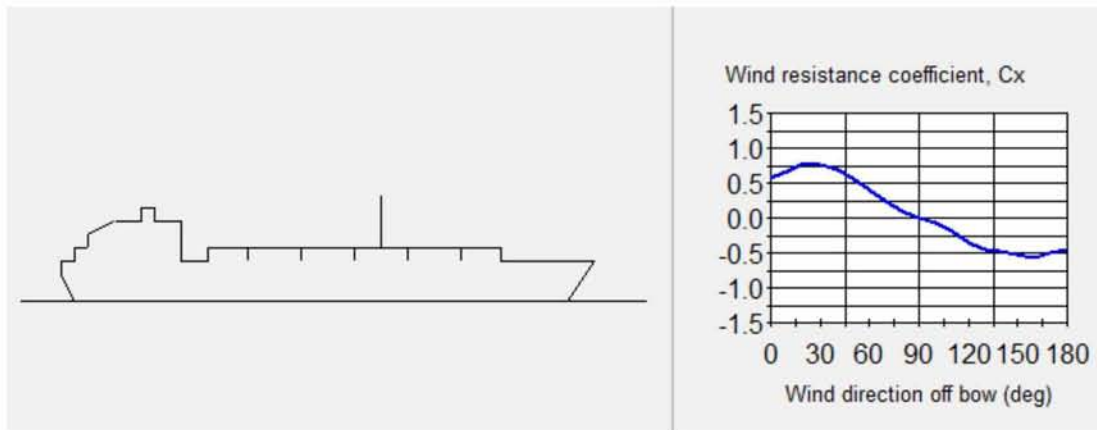 Wind resistance coefficient, Cx
1.5
1.0
0.5
0.0
-0.5
-1.0
-1.5
0 30 60 90 120 150 180
Wind direction off bow (deg)